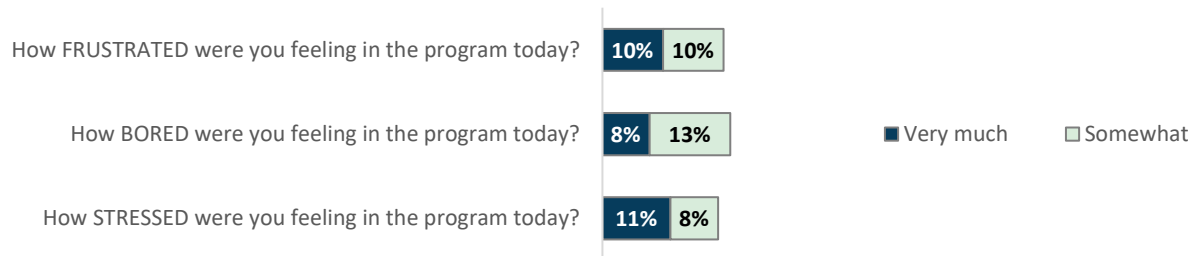 How FRUSTRATED were you feeling in the program today? 10% 10%
How BORED were you feeling in the program today? 8% 13%
Very much Somewhat
How STRESSED were you feeling in the program today? 11% 8%